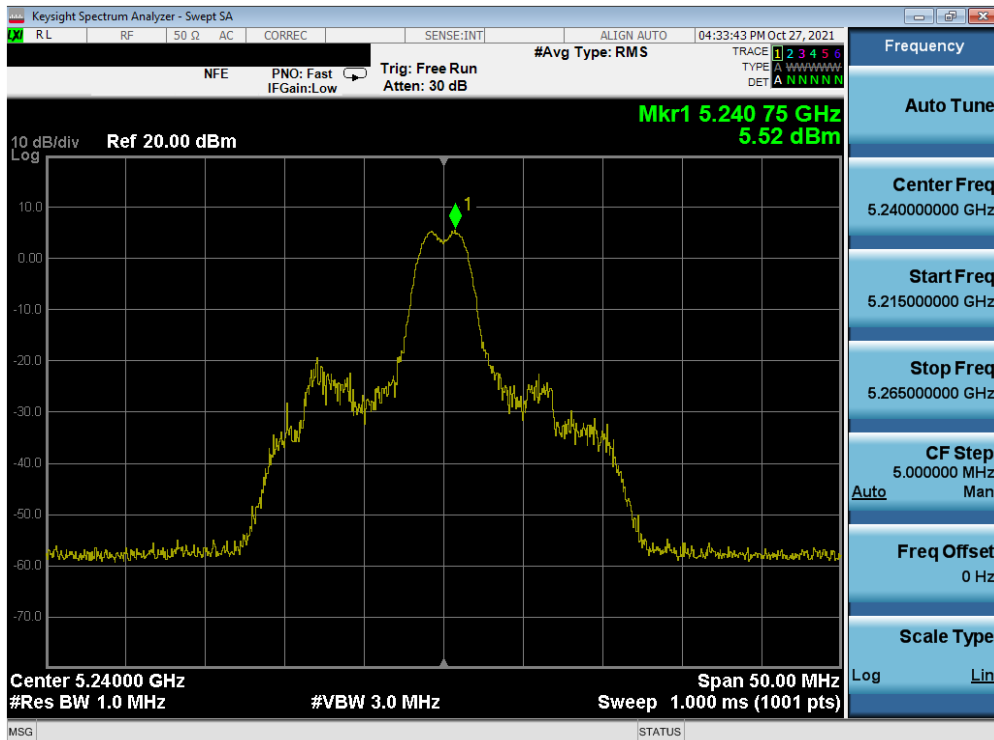 Keysight Spectrum Analyzer - Swept SA
LXI RL RF 50 Ω AC CORREC SENSE:INT ALIGN AUTO 04:33:43 PM Oct 27, 2021
NFE PNO: Fast IFGain:Low Trig: Free Run Atten: 30 dB #Avg Type: RMS
TRACE 1 2 3 4 5 6
TYPE A WWWWW
DET A N N N N N
Mkr1 5.240 75 GHz
5.52 dBm
10 dB/div Ref 20.00 dBm
Log
1
10.0
0.00
-10.0
-20.0
-30.0
-40.0
-50.0
-60.0
-70.0
Center 5.24000 GHz Span 50.00 MHz
#Res BW 1.0 MHz #VBW 3.0 MHz Sweep 1.000 ms (1001 pts)
MSG STATUS
Frequency
Auto Tune
Center Freq
5.240000000 GHz
Start Freq
5.215000000 GHz
Stop Freq
5.265000000 GHz
CF Step
5.000000 MHz
Auto Man
Freq Offset
0 Hz
Scale Type
Log Lin